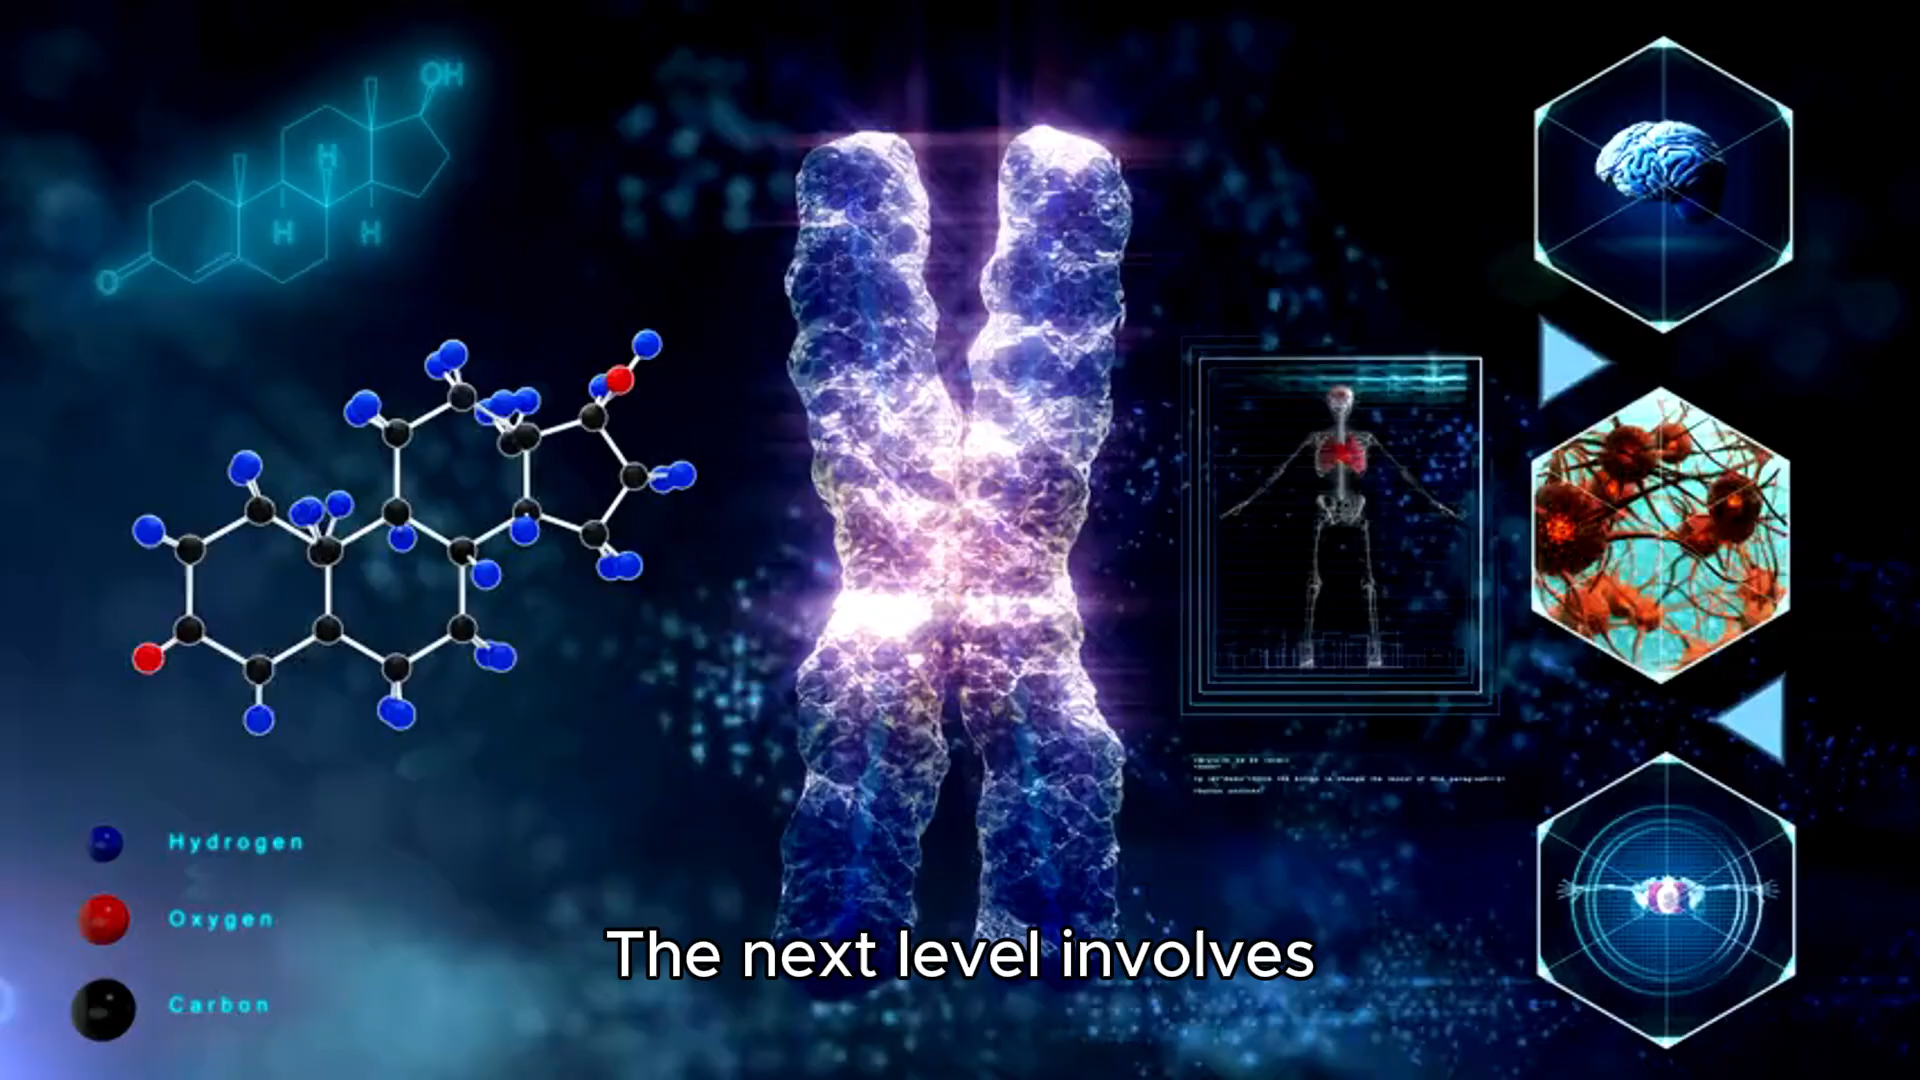 OH
H
H
H
O
Hydrogen
Oxygen
Carbon
The next level involves